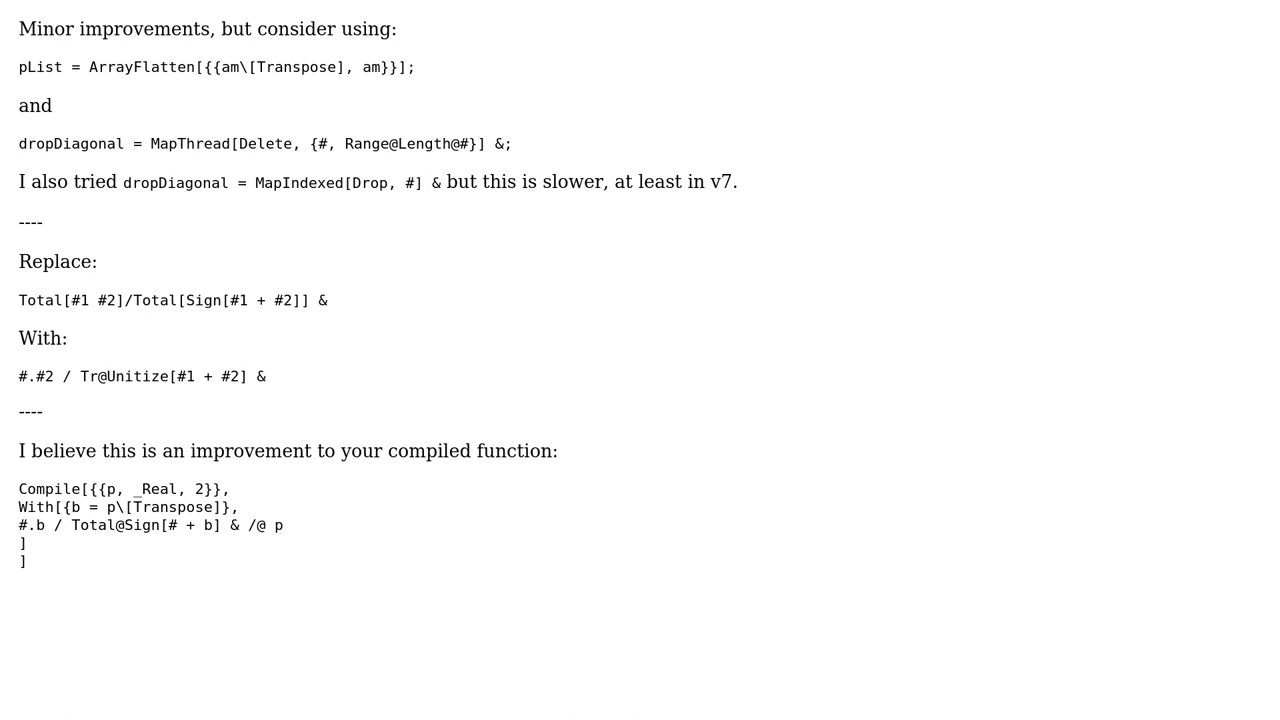 Minor improvements, but consider using:
pList = ArrayFlatten[{{am\[Transpose], am}}];
and
dropDiagonal = MapThread[Delete, {#, Range@Length@#}] &;
I also tried dropDiagonal = MapIndexed[Drop, #] & but this is slower, at least in v7.
----
Replace:
Total[#1 #2]/Total[Sign[#1 + #2]] &
With:
#.#2 / Tr@Unitize[#1 + #2] &
----
I believe this is an improvement to your compiled function:
Compile[{{p, _Real, 2}},
With[{b = p\[Transpose]},
#.b / Total@Sign[# + b] & /@ p
]
]